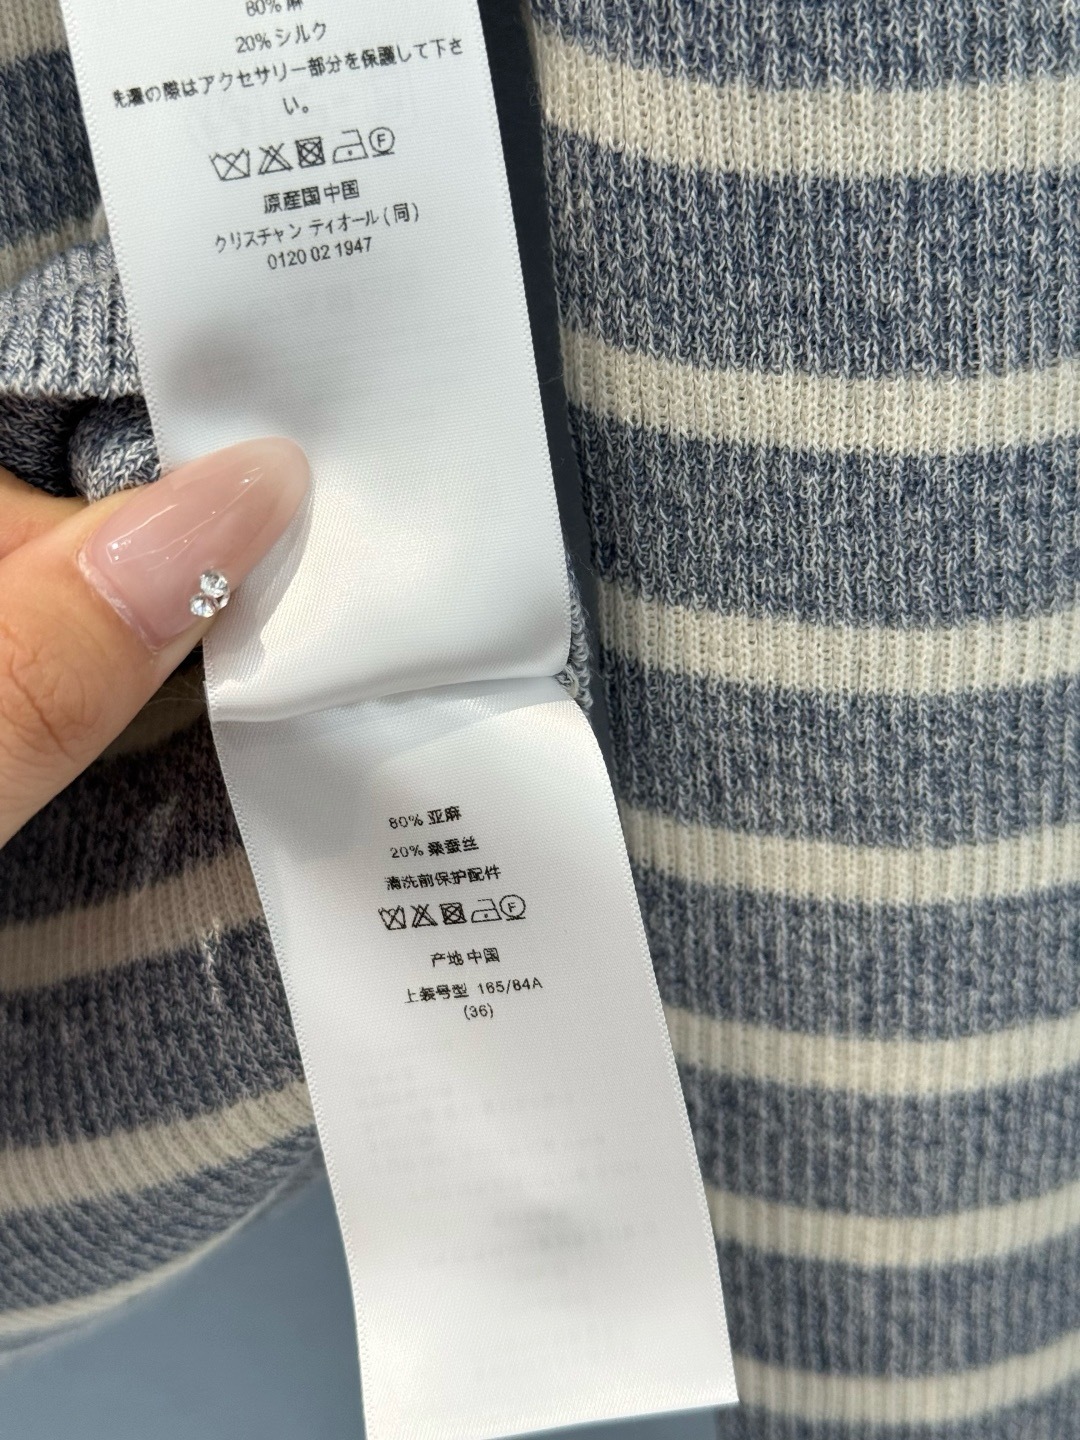 80% 麻
20% シルク
先濯の際はアクセサリー部分を保護して下さ
い。
F
原産国中国
クリスチャン ディオール(同)
0120 02 1947
80% 亚麻
20% 桑蚕丝
清洗前保护配件
F
产地中国
上装号型 165/84A
(36)